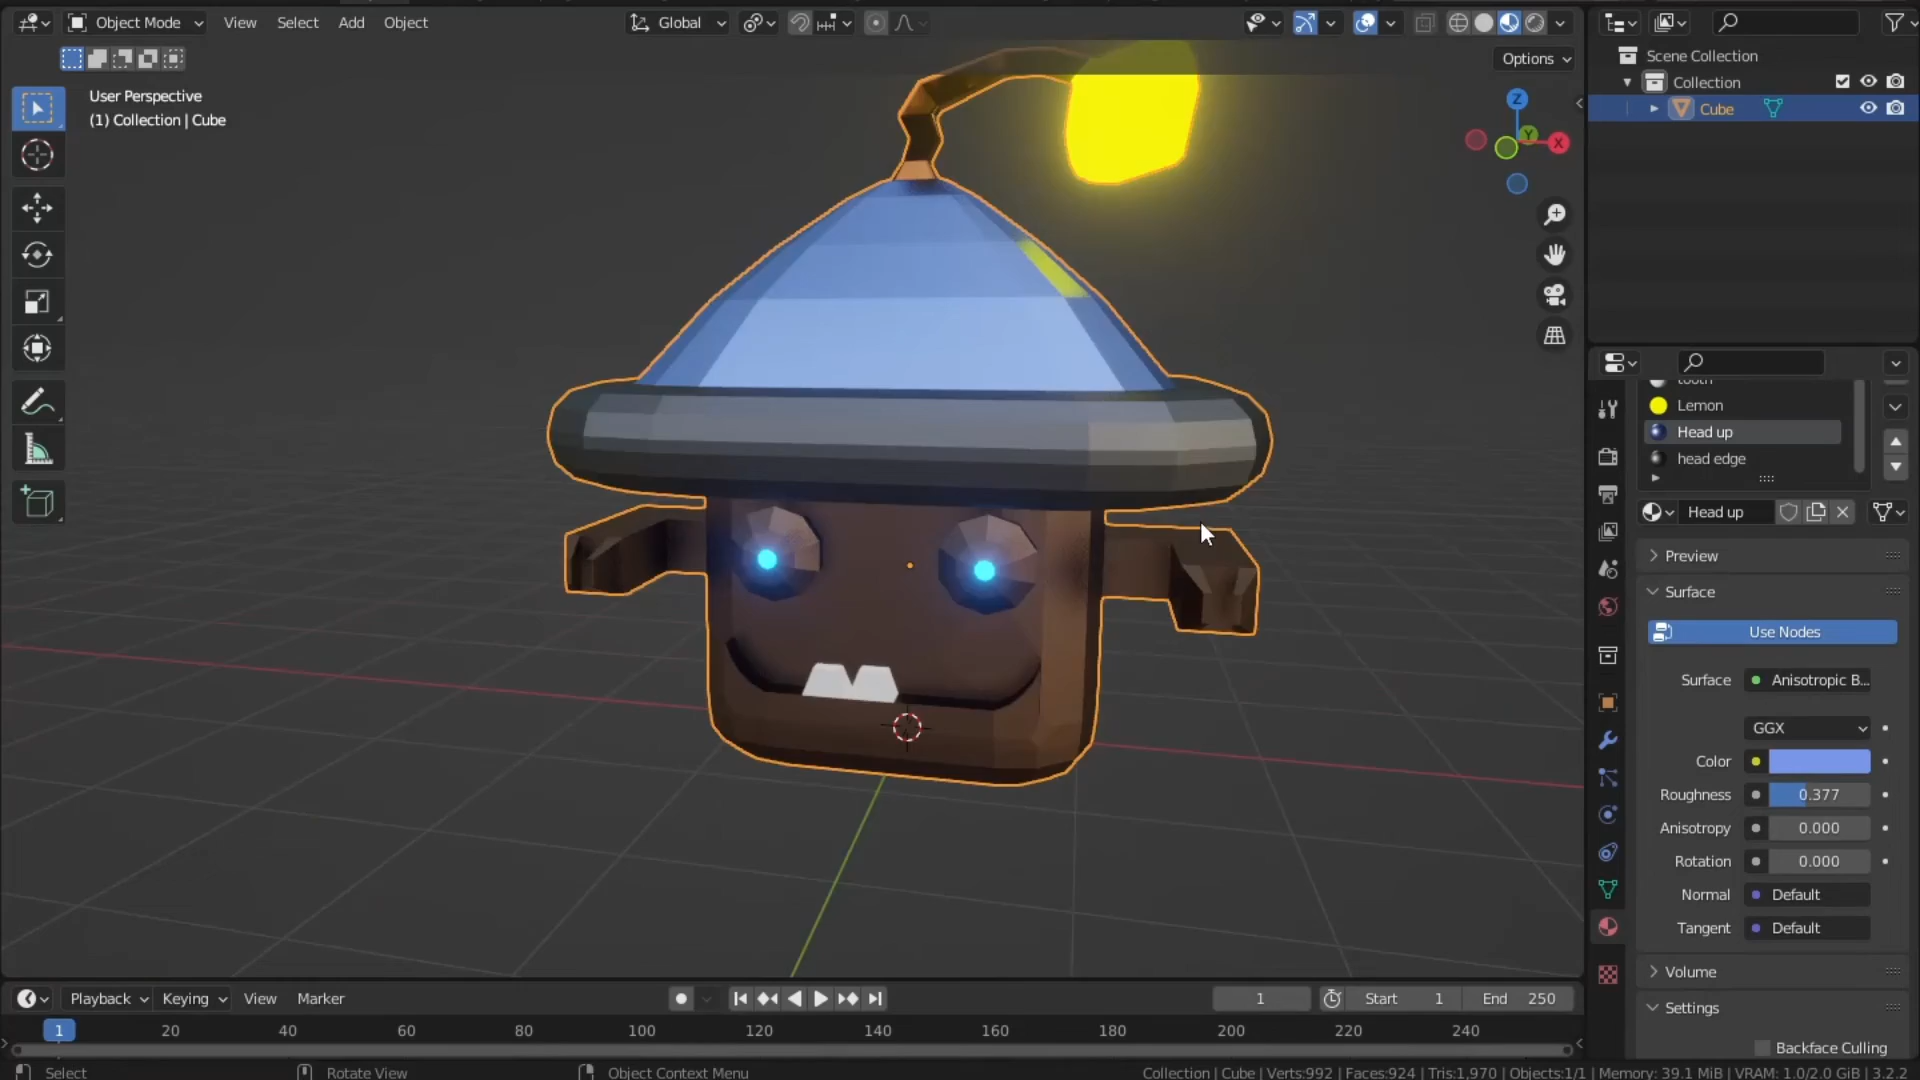 Object Mode View Select Add Object Global
Options
User Perspective
(1) Collection | Cube
Z
Y
X
Scene Collection
Collection
Cube
tooth
Lemon
Head up
head edge
Head up
Preview
Surface
Use Nodes
Surface Anisotropic B...
GGX
Color
Roughness 0.377
Anisotropy 0.000
Rotation 0.000
Normal Default
Tangent Default
Volume
Settings
Backface Culling
Playback Keying View Marker 1 Start 1 End 250
1 20 40 60 80 100 120 140 160 180 200 220 240
Select Rotate View Object Context Menu Collection | Cube | Verts:992 | Faces:924 | Tris:1,970 | Objects:1/1 | Memory: 39.1 MiB | VRAM: 1.0/2.0 GiB | 3.2.2